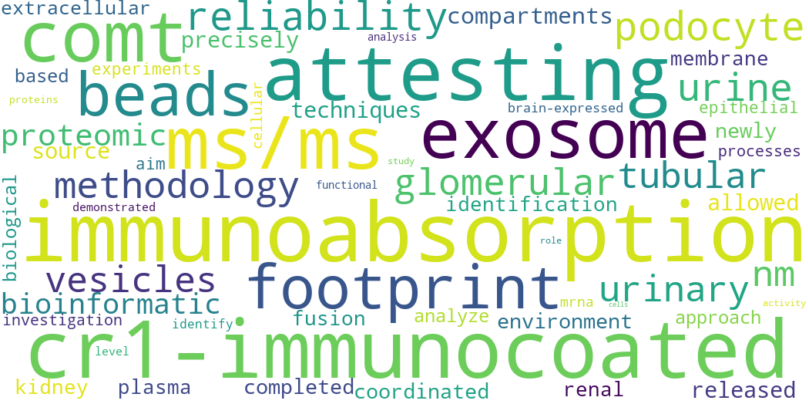 extracellular
comt
reliability
compartments
podocyte
precisely
analysis
based
experiments
beads
attesting
membrane
urine
proteins
cellular
techniques
brain-expressed
epithelial
proteomic
ms/ms
exosome
newly
source
aim
study
processes
methodology
functional
glomerular
tubular
biological
demonstrated
identification
allowed
immunoabsorption
role
vesicles
footprint
urinary
nm
bioinformatic
mrna
cells
activity
investigation
identify
fusion
analyze
environment
approach
cr1-immunocoated
level
kidney
plasma
completed
coordinated
renal
released